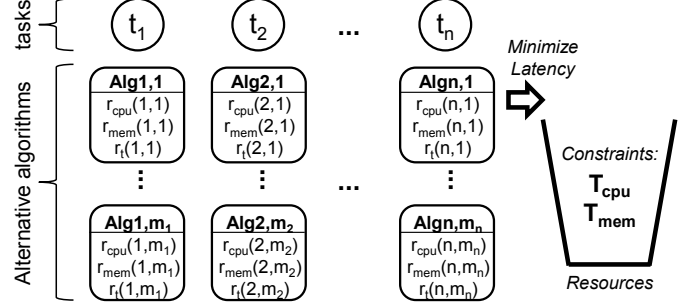 tasks
t1 t2 ... tn
Minimize
Latency
Alternative algorithms
Alg1,1 Alg2,1 Algn,1
rcpu(1,1) rcpu(2,1) rcpu(n,1)
rmem(1,1) rmem(2,1) rmem(n,1)
rt(1,1) rt(2,1) rt(n,1)
Constraints:
Tcpu
Tmem
...
Alg1,m1 Alg2,m2 Algn,mn
rcpu(1,m1) rcpu(2,m2) rcpu(n,mn)
rmem(1,m1) rmem(2,m2) rmem(n,mn)
rt(1,m1) rt(2,m2) rt(n,mn)
Resources